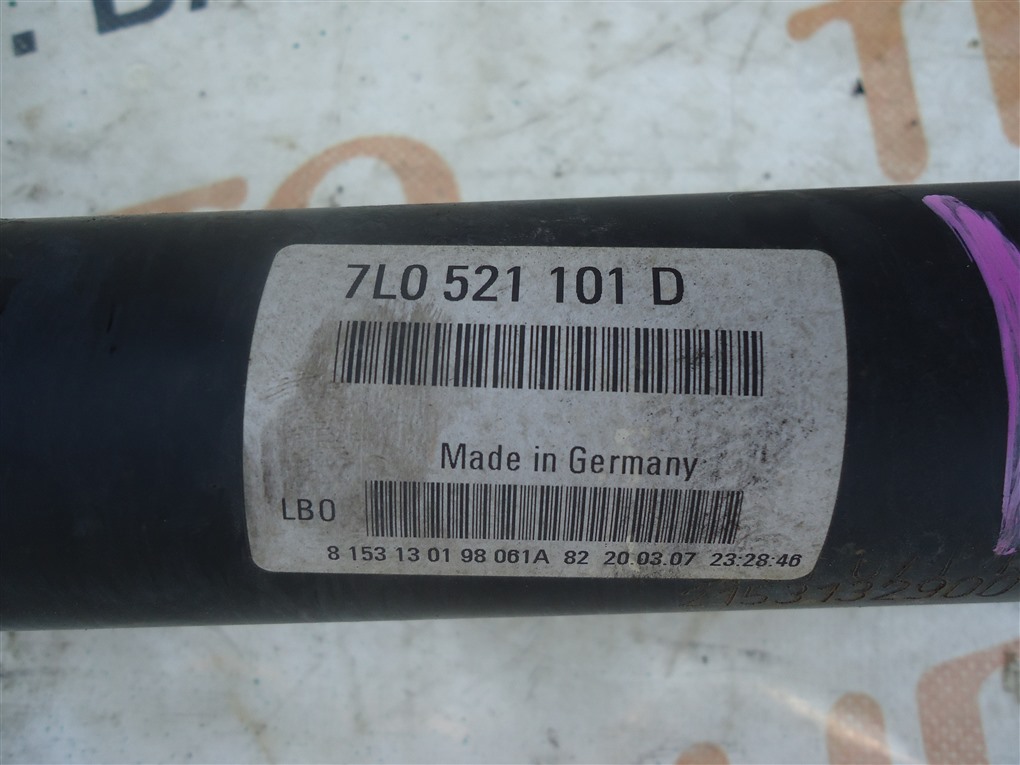 7L0 521 101 D
Made in Germany
LB0
8 153 13 01 98 061A 82 20.03.07 23:28:46